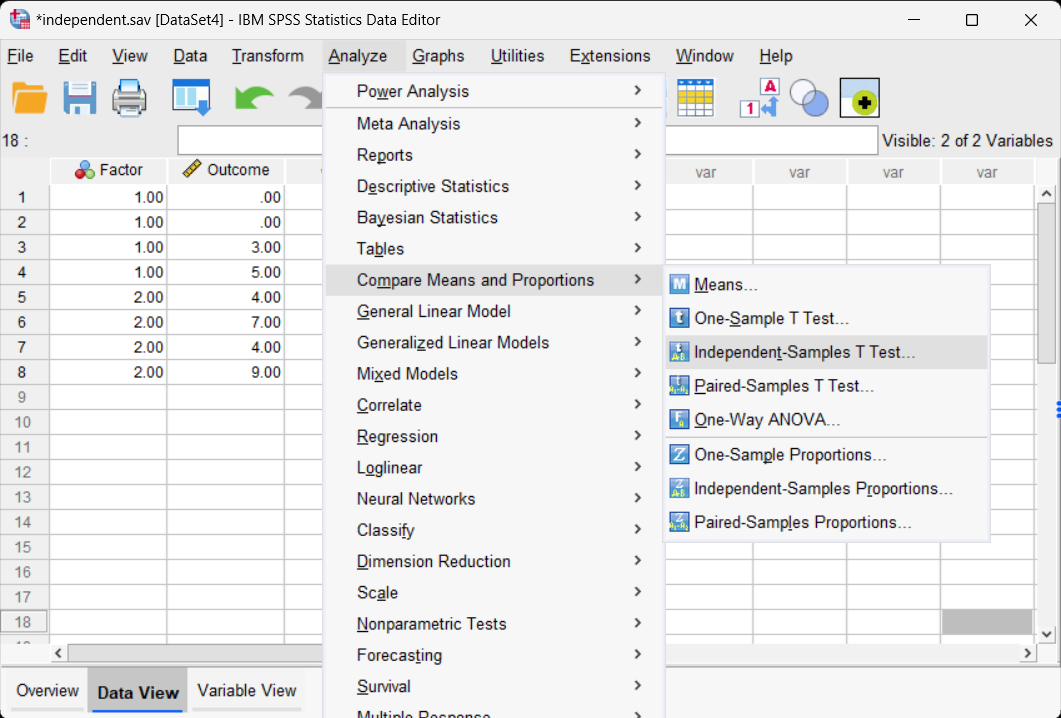 *independent.sav [DataSet4] - IBM SPSS Statistics Data Editor
File Edit View Data Transform Analyze Graphs Utilities Extensions Window Help
A
1
18 :
Visible: 2 of 2 Variables
Factor Outcome var var var var
1 1.00 .00
2 1.00 .00
3 1.00 3.00
4 1.00 5.00
5 2.00 4.00
6 2.00 7.00
7 2.00 4.00
8 2.00 9.00
9
10
11
12
13
14
15
16
17
18
Power Analysis
Meta Analysis
Reports
Descriptive Statistics
Bayesian Statistics
Tables
Compare Means and Proportions
General Linear Model
Generalized Linear Models
Mixed Models
Correlate
Regression
Loglinear
Neural Networks
Classify
Dimension Reduction
Scale
Nonparametric Tests
Forecasting
Survival
Multiple Response
M Means...
t One-Sample T Test...
Independent-Samples T Test...
Paired-Samples T Test...
One-Way ANOVA...
Z One-Sample Proportions...
Independent-Samples Proportions...
Paired-Samples Proportions...
Overview Data View Variable View